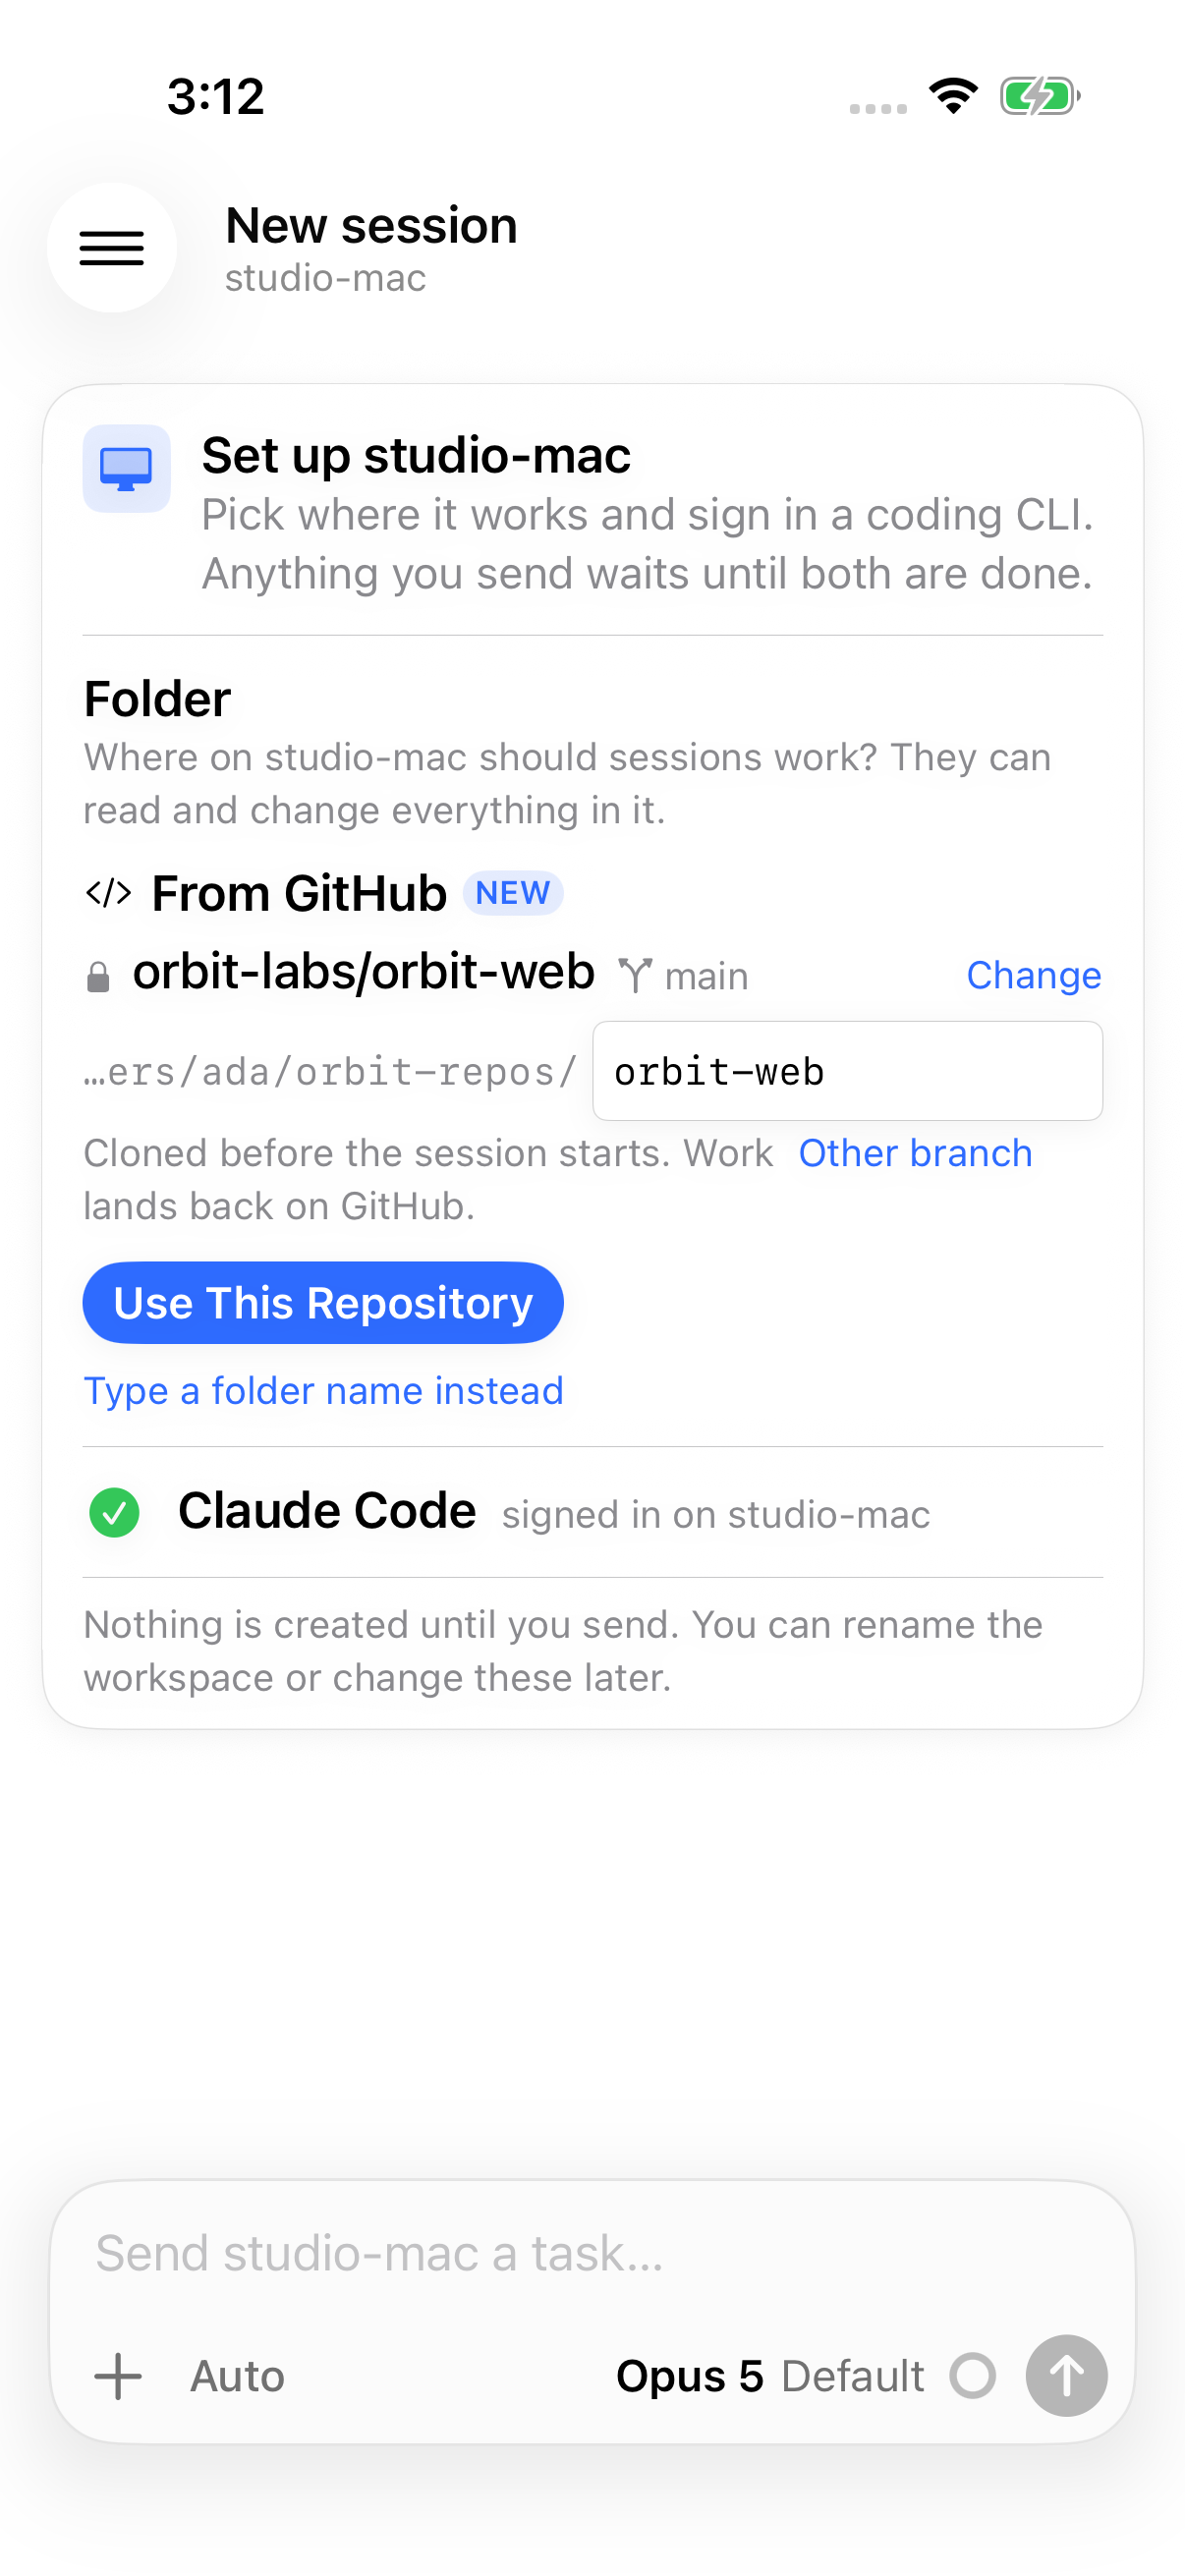 3:12
New session
studio-mac
Set up studio-mac
Pick where it works and sign in a coding CLI.
Anything you send waits until both are done.
Folder
Where on studio-mac should sessions work? They can
read and change everything in it.
</> From GitHub NEW
orbit-labs/orbit-web main Change
…ers/ada/orbit-repos/ orbit-web
Cloned before the session starts. Work Other branch
lands back on GitHub.
Use This Repository
Type a folder name instead
Claude Code signed in on studio-mac
Nothing is created until you send. You can rename the
workspace or change these later.
Send studio-mac a task...
Auto Opus 5 Default